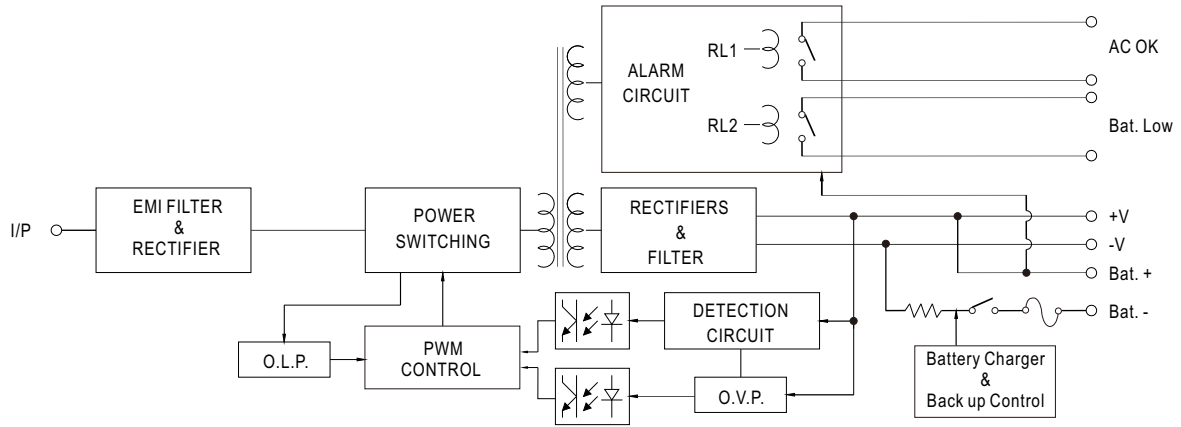 ALARM
CIRCUIT
RL1
RL2
AC OK
Bat. Low
I/P
EMI FILTER
&
RECTIFIER
POWER
SWITCHING
RECTIFIERS
&
FILTER
+V
-V
Bat. +
Bat. -
O.L.P.
PWM
CONTROL
DETECTION
CIRCUIT
O.V.P.
Battery Charger
&
Back up Control